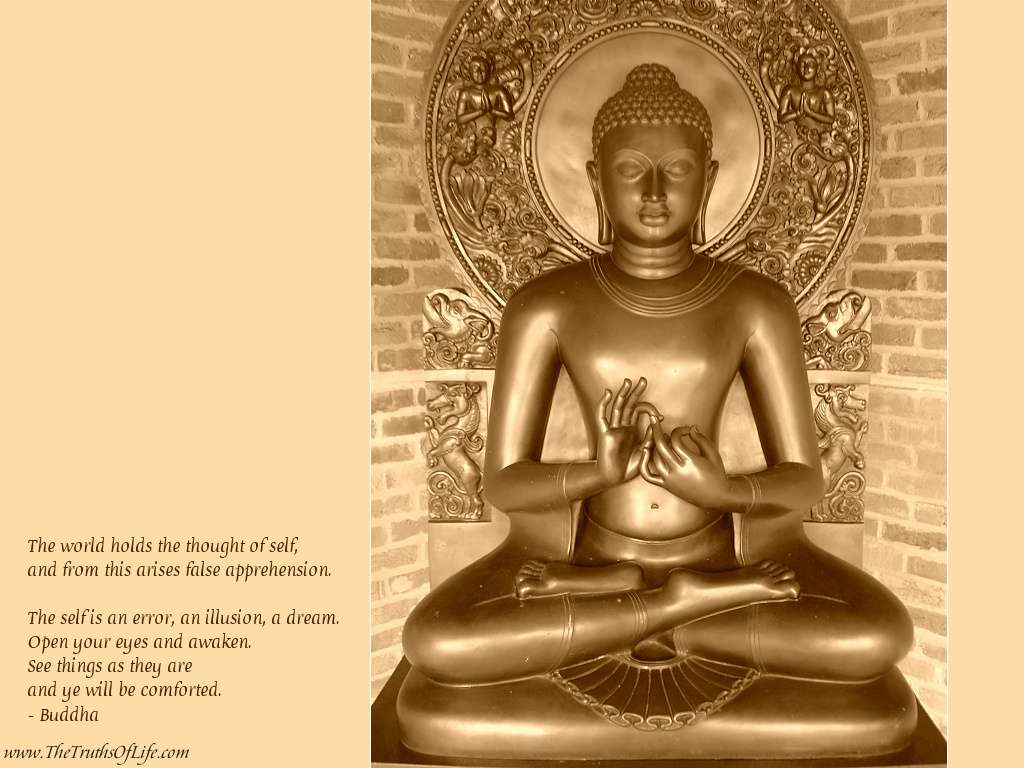 The world holds the thought of self,
and from this arises false apprehension.
The self is an error, an illusion, a dream.
Open your eyes and awaken.
See things as they are
and ye will be comforted.
- Buddha
www.TheTruthsOfLife.com